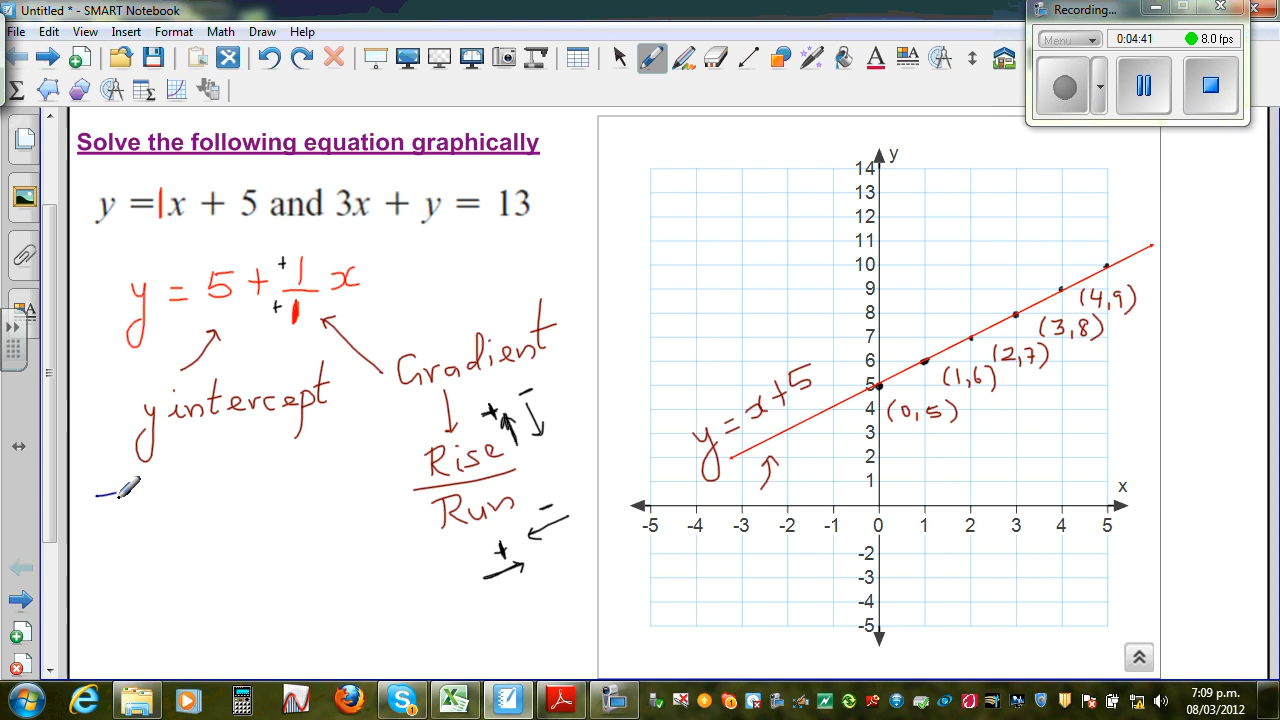 Untitled * - SMART Notebook
Recording...
File Edit View Insert Format Math Draw Help
Menu
0:04:41
8.0 fps
Solve the following equation graphically
y =1x + 5 and 3x + y = 13
y = 5 + +1/+1 x
y intercept
Gradient
Rise
Run
+ -
-
+
y
14
13
12
11
10
9
8
7
6
5
4
3
2
1
x
-5 -4 -3 -2 -1 0 1 2 3 4 5
-2
-3
-4
-5
(4,9)
(3,8)
(2,7)
(1,6)
(0,5)
y = x+5
7:09 p.m.
08/03/2012